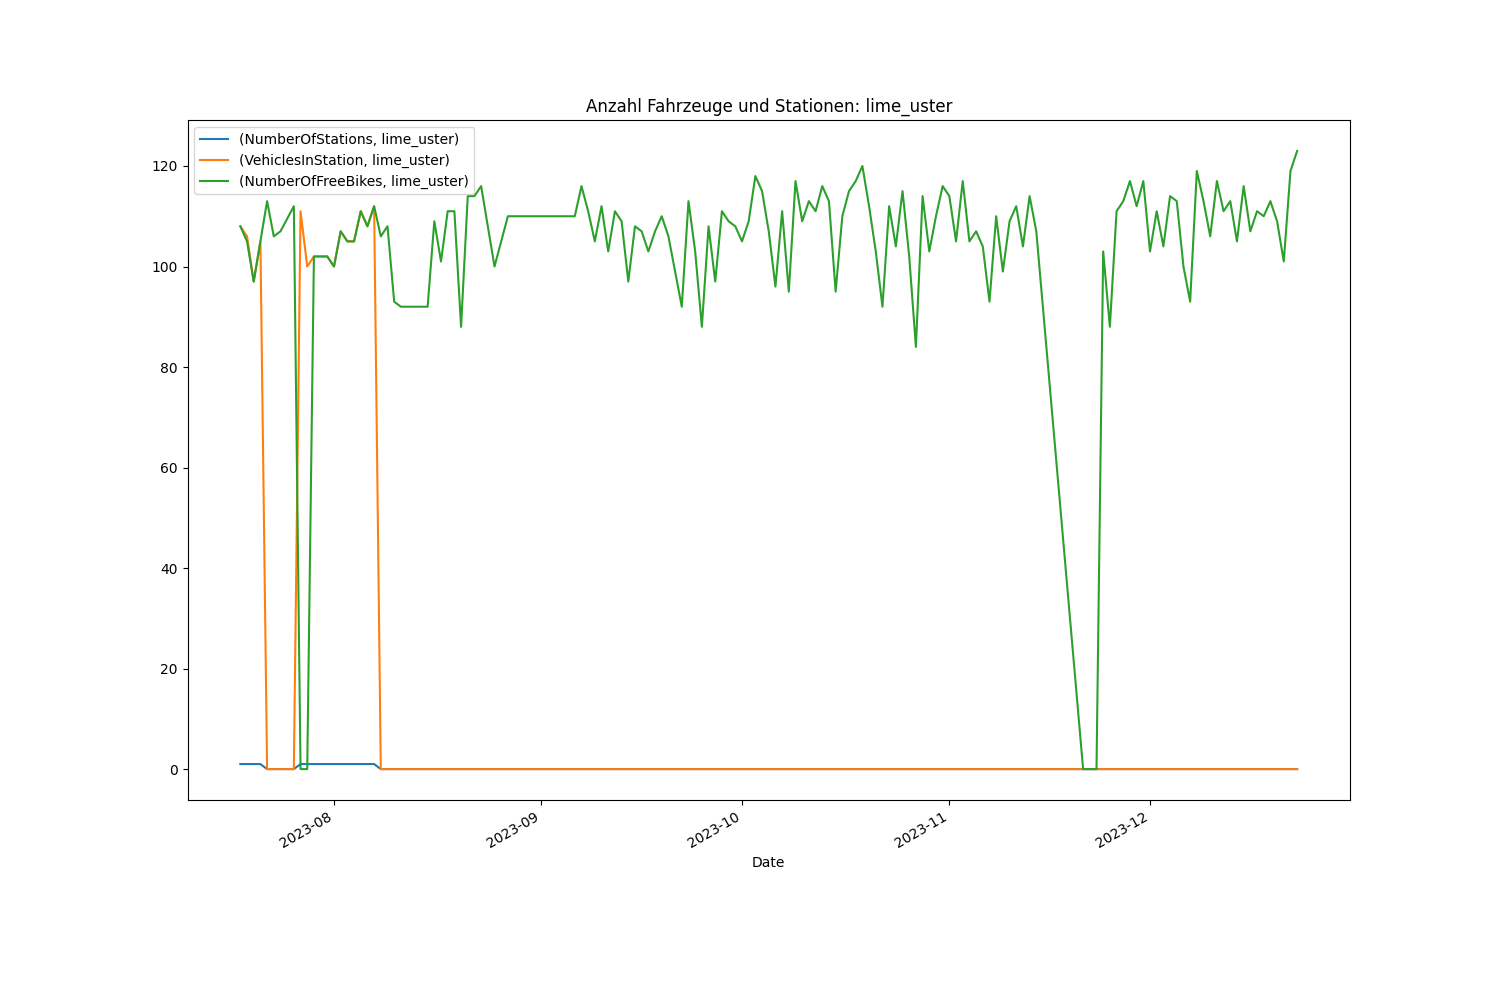 Anzahl Fahrzeuge und Stationen: lime_uster
(NumberOfStations, lime_uster)
(VehiclesInStation, lime_uster)
(NumberOfFreeBikes, lime_uster)
120
100
80
60
40
20
0
2023-08
2023-09
2023-10
2023-11
2023-12
Date